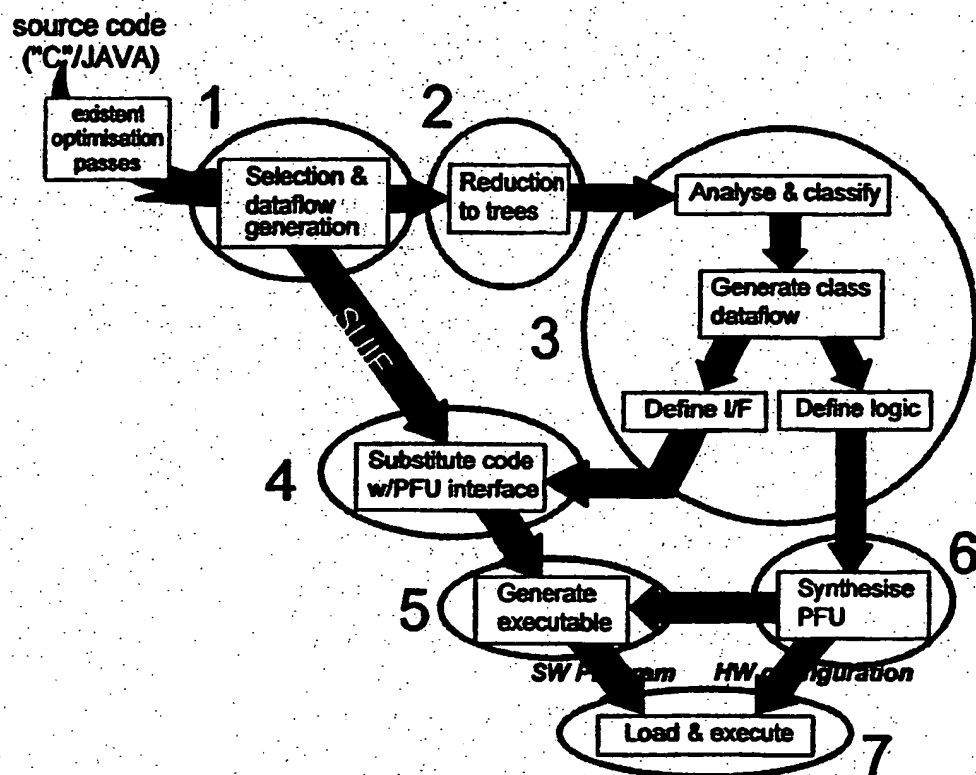 source code
("C"/JAVA)
existent
optimisation
passes
1
Selection &
dataflow
generation
2
Reduction
to trees
Analyse & classify
Generate class
dataflow
3
Define I/F
Define logic
SUIF
4
Substitute code
w/PFU interface
5
Generate
executable
6
Synthesise
PFU
SW
HW
Load & execute
7